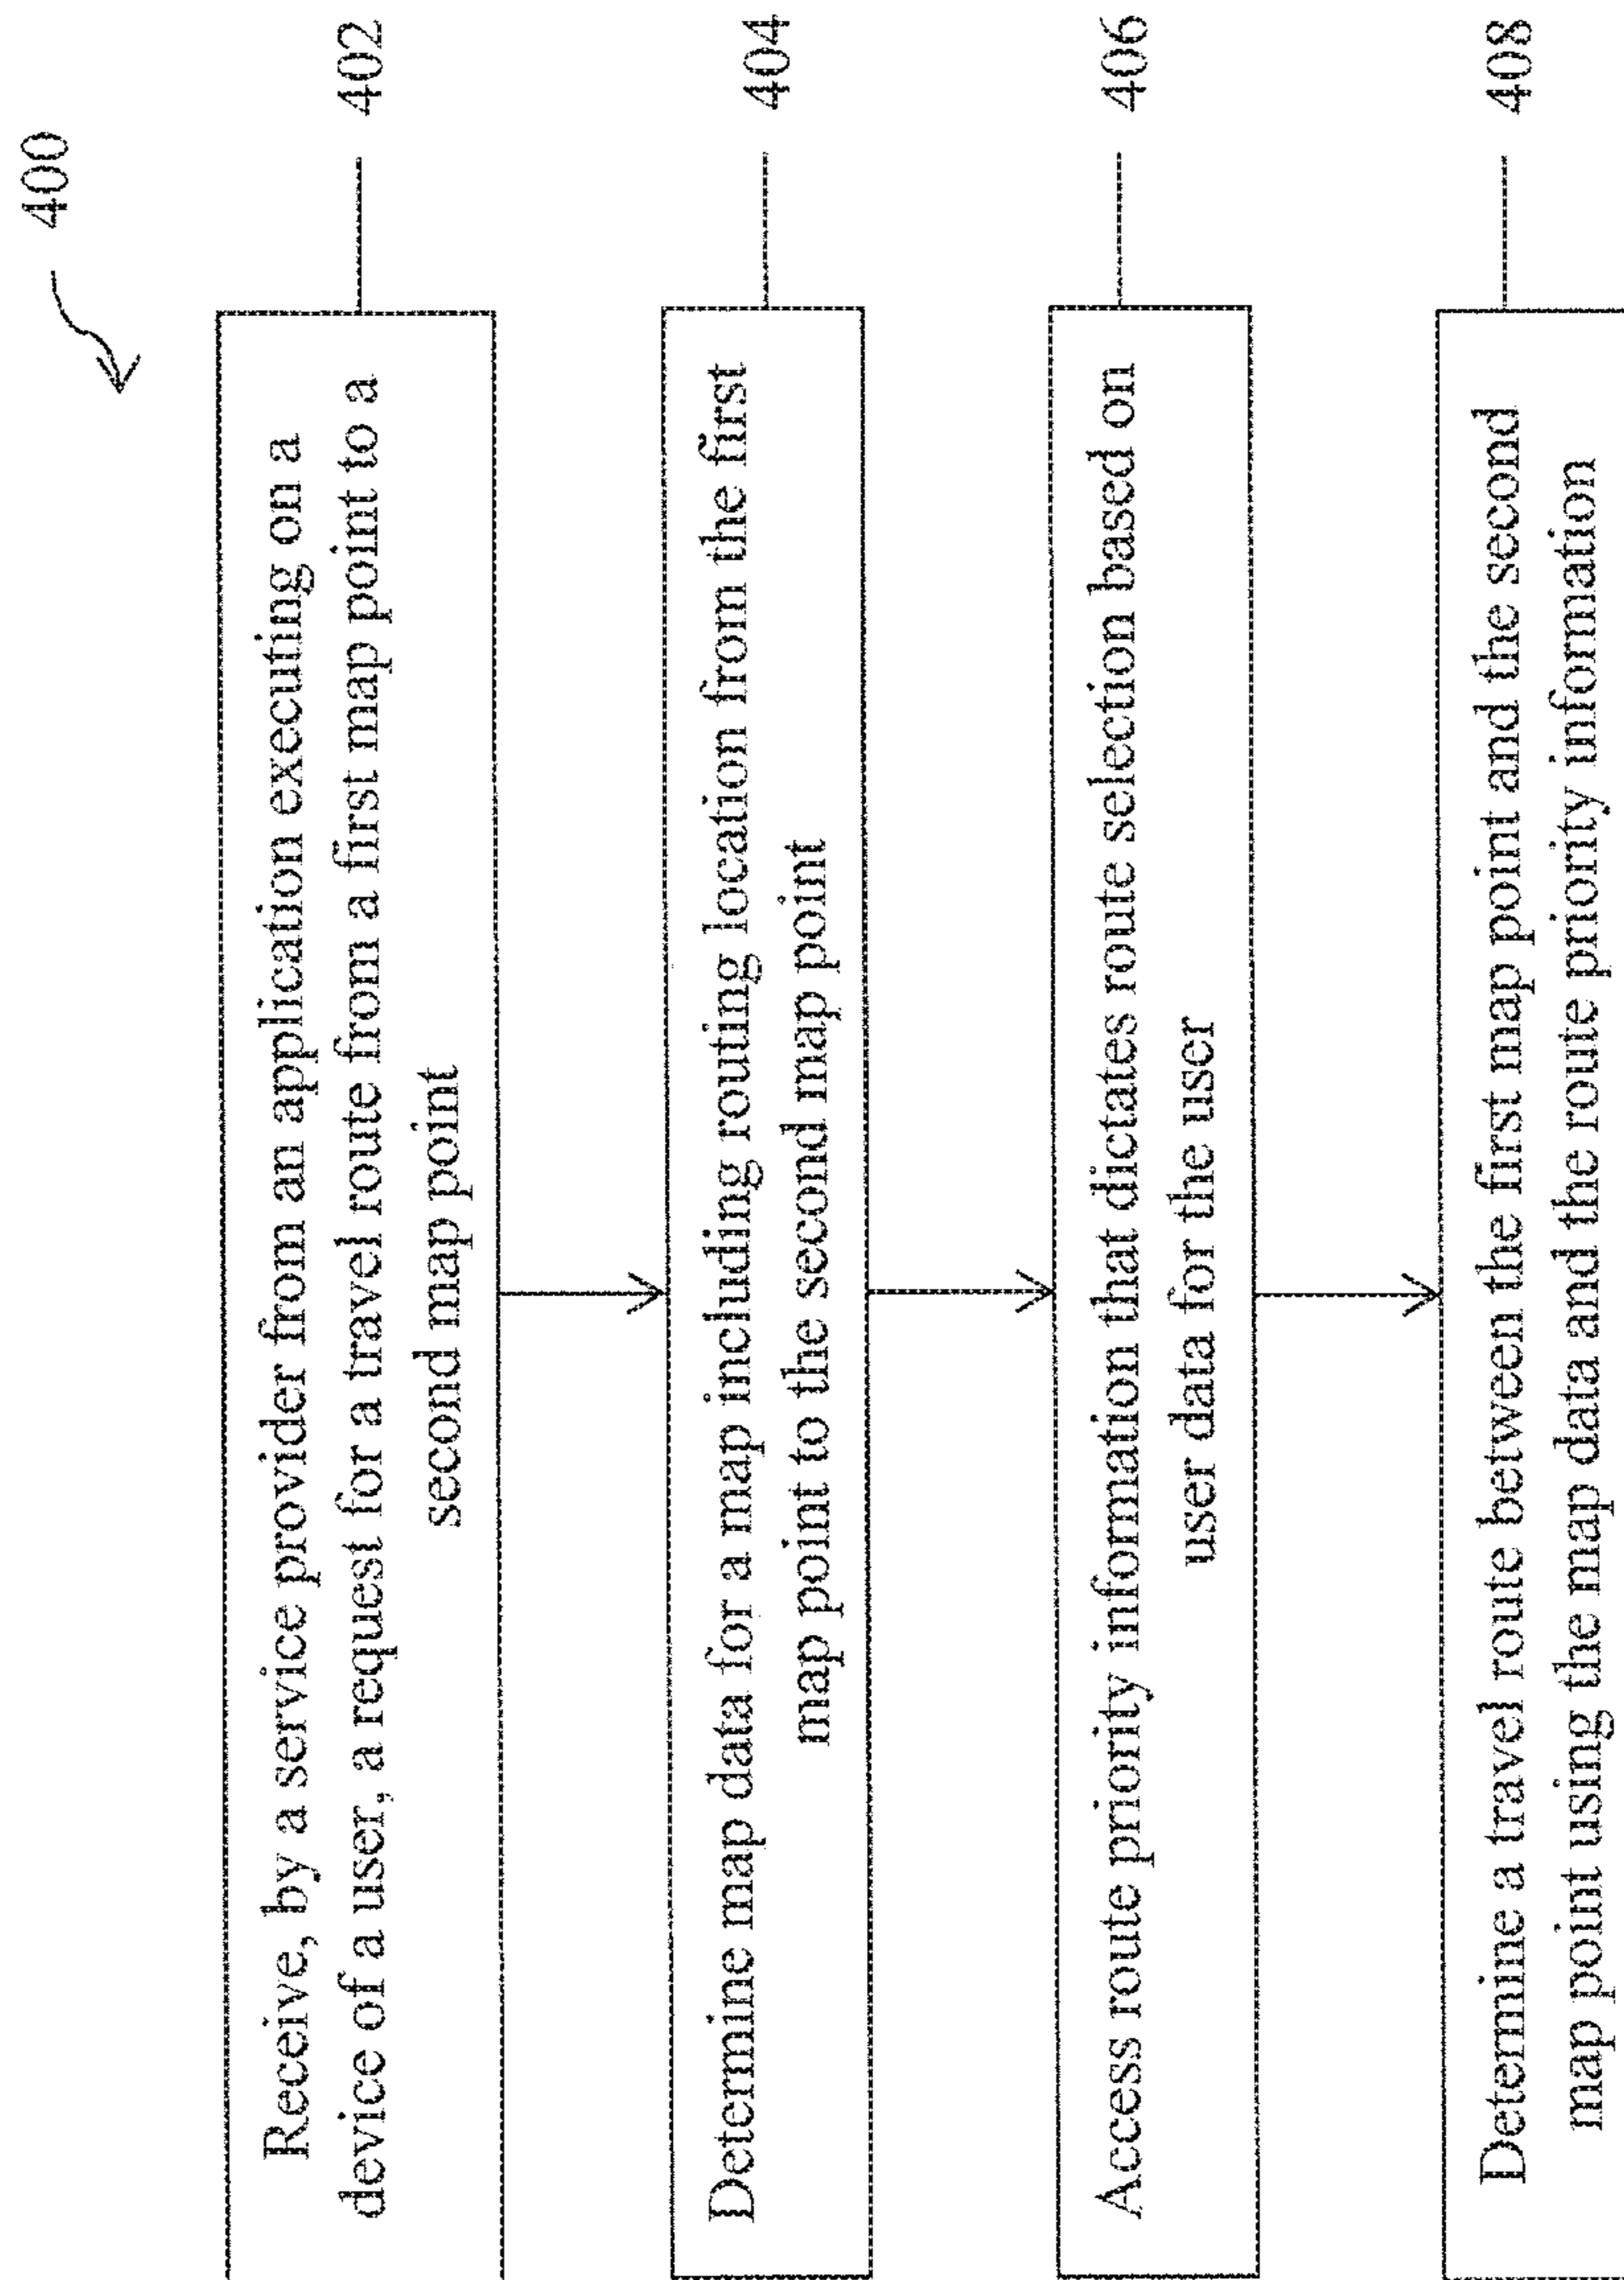 400
Receive, by a service provider from an application executing on a
device of a user, a request for a travel route from a first map point to a
second map point
402
Determine map data for a map including routing location from the first
map point to the second map point
404
Access route priority information that dictates route selection based on
user data for the user
406
Determine a travel route between the first map point and the second
map point using the map data and the route priority information
408